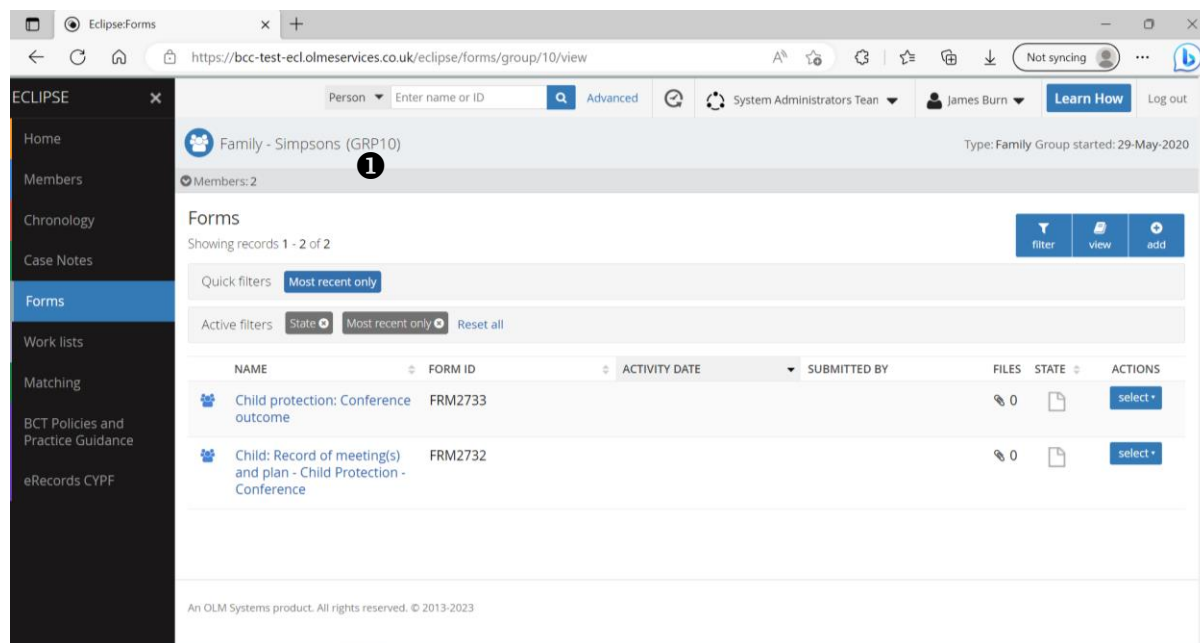 Eclipse:Forms
https://bcc-test-ecl.olmeservices.co.uk/eclipse/forms/group/10/view
Not syncing
ECLIPSE
Person
Enter name or ID
Advanced
System Administrators Tean
James Burn
Learn How
Log out
Home
Members
Chronology
Case Notes
Forms
Work lists
Matching
BCT Policies and
Practice Guidance
eRecords CYPF
Family - Simpsons (GRP10)
Type: Family Group started: 29-May-2020
1
Members: 2
Forms
Showing records 1 - 2 of 2
filter
view
add
Quick filters Most recent only
Active filters State Most recent only Reset all
NAME FORM ID ACTIVITY DATE SUBMITTED BY FILES STATE ACTIONS
Child protection: Conference FRM2733 0 select
outcome
Child: Record of meeting(s) FRM2732 0 select
and plan - Child Protection -
Conference
An OLM Systems product. All rights reserved. © 2013-2023